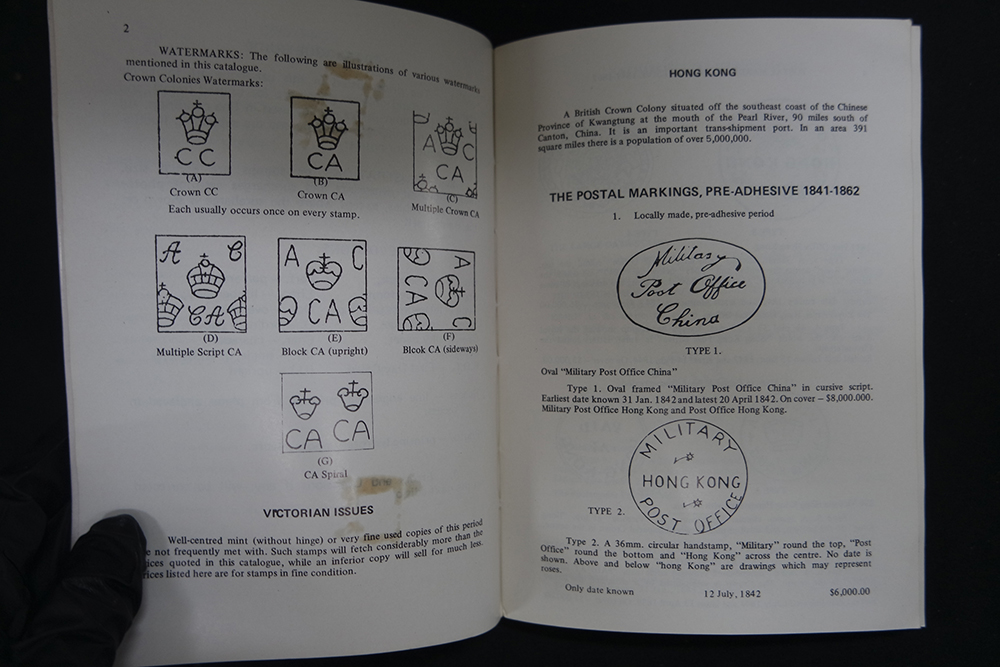 2
WATERMARKS: The following are illustrations of various watermarks
mentioned in this catalogue.
Crown Colonies Watermarks:
C C
(A)
Crown CC
CA
(B)
Crown CA
A C
CA
(C)
Multiple Crown CA
Each usually occurs once on every stamp.
A C
CA
(D)
Multiple Script CA
A C
CA
(E)
Block CA (upright)
A
CA
C
(F)
Blcok CA (sideways)
CA CA
(G)
CA Spiral
VICTORIAN ISSUES
Well-centred mint (without hinge) or very fine used copies of this period
not frequently met with. Such stamps will fetch considerably more than the
quoted in this catalogue, while an inferior copy will sell for much less.
listed here are for stamps in fine condition.
HONG KONG
A British Crown Colony situated off the southeast coast of the Chinese
Province of Kwangtung at the mouth of the Pearl River, 90 miles south of
Canton, China. It is an important trans-shipment port. In an area 391
square miles there is a population of over 5,000,000.
THE POSTAL MARKINGS, PRE-ADHESIVE 1841-1862
1. Locally made, pre-adhesive period
Military
Post Office
China
TYPE 1.
Oval "Military Post Office China"
Type 1. Oval framed "Military Post Office China" in cursive script.
Earliest date known 31 Jan. 1842 and latest 20 April 1842. On cover – $8,000.000.
Military Post Office Hong Kong and Post Office Hong Kong.
MILITARY
HONG KONG
POST OFFICE
TYPE 2.
Type 2. A 36mm. circular handstamp, "Military" round the top, "Post
Office" round the bottom and "Hong Kong" across the centre. No date is
shown. Above and below "hong Kong" are drawings which may represent
roses.
Only date known 12 July, 1842 $6,000.00